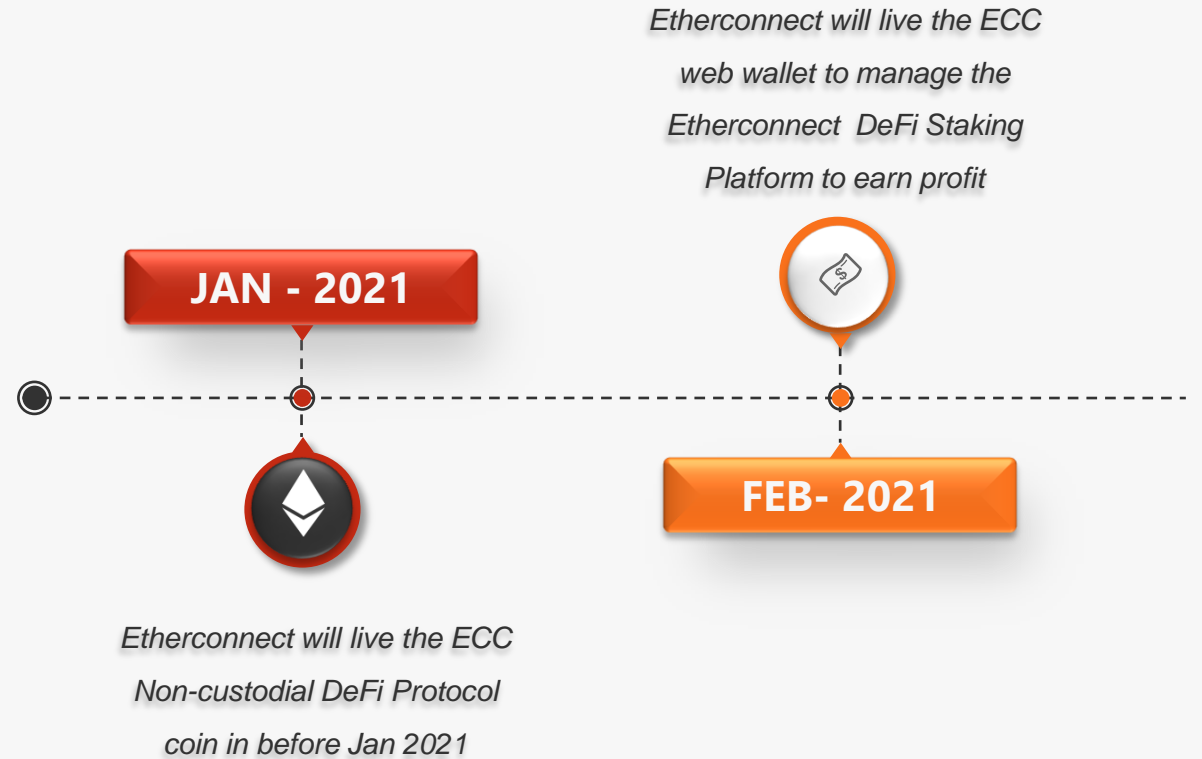 JAN - 2021
Etherconnect will live the ECC
Non-custodial DeFi Protocol
coin in before Jan 2021
Etherconnect will live the ECC
web wallet to manage the
Etherconnect DeFi Staking
Platform to earn profit
$
FEB- 2021